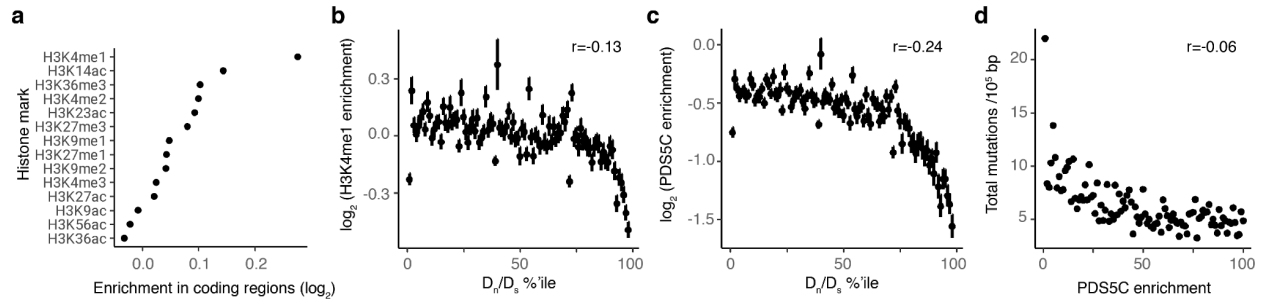 a
Histone mark
H3K4me1
H3K14ac
H3K36me3
H3K4me2
H3K23ac
H3K27me3
H3K9me1
H3K27me1
H3K9me2
H3K4me3
H3K27ac
H3K9ac
H3K56ac
H3K36ac
0.0 0.1 0.2
Enrichment in coding regions (log2)
b
log2 (H3K4me1 enrichment)
r=-0.13
0.3
0.0
-0.3
0 50 100
Dn/Ds %'ile
c
log2 (PDS5C enrichment)
r=-0.24
0.0
-0.5
-1.0
-1.5
0 50 100
Dn/Ds %'ile
d
Total mutations /10⁵ bp
r=-0.06
20
15
10
5
0 50 100
PDS5C enrichment